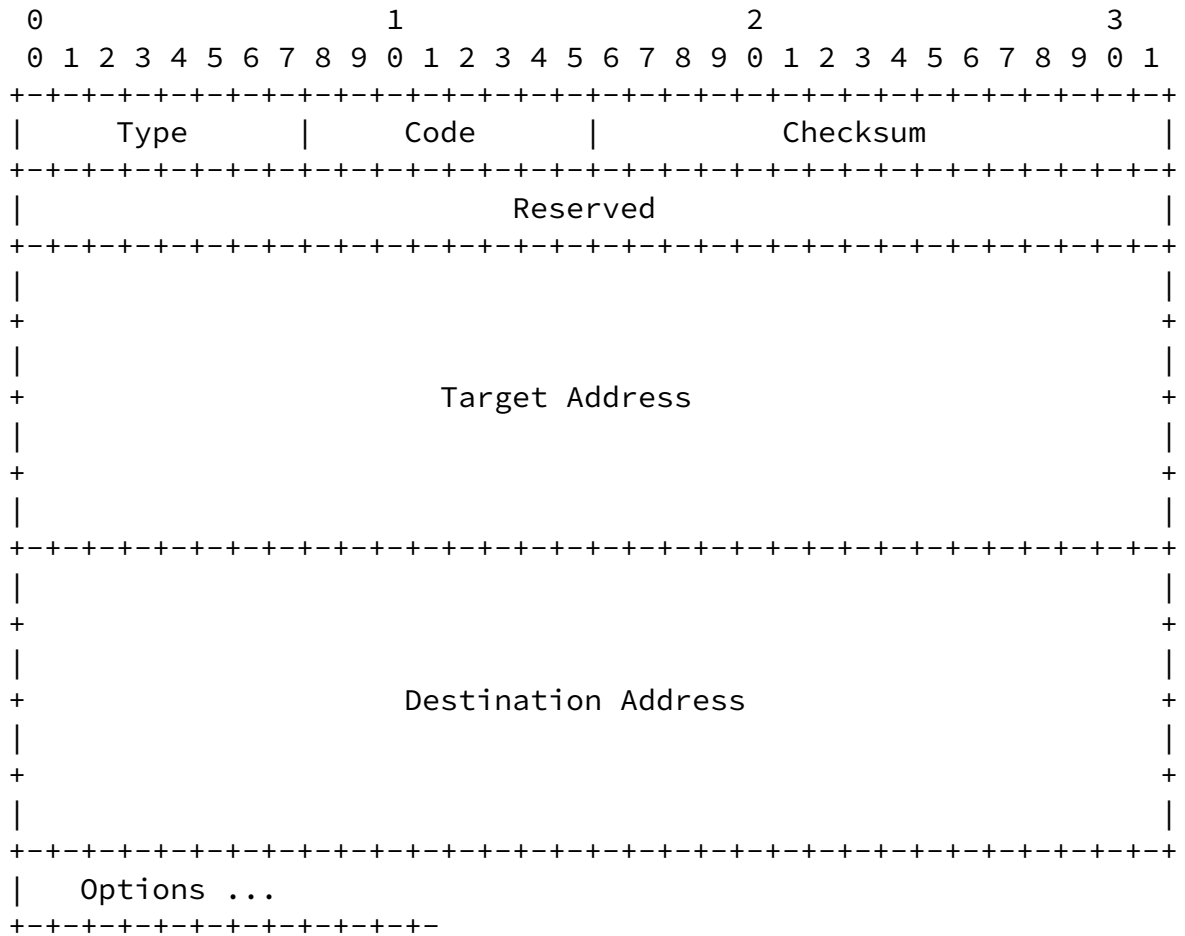 0                   1                   2                   3
0 1 2 3 4 5 6 7 8 9 0 1 2 3 4 5 6 7 8 9 0 1 2 3 4 5 6 7 8 9 0 1
+-+-+-+-+-+-+-+-+-+-+-+-+-+-+-+-+-+-+-+-+-+-+-+-+-+-+-+-+-+-+-+-+
|     Type      |     Code      |          Checksum             |
+-+-+-+-+-+-+-+-+-+-+-+-+-+-+-+-+-+-+-+-+-+-+-+-+-+-+-+-+-+-+-+-+
|                           Reserved                            |
+-+-+-+-+-+-+-+-+-+-+-+-+-+-+-+-+-+-+-+-+-+-+-+-+-+-+-+-+-+-+-+-+
|                                                               |
+                                                               +
|                                                               |
+                       Target Address                          +
|                                                               |
+                                                               +
|                                                               |
+-+-+-+-+-+-+-+-+-+-+-+-+-+-+-+-+-+-+-+-+-+-+-+-+-+-+-+-+-+-+-+-+
|                                                               |
+                                                               +
|                                                               |
+                     Destination Address                       +
|                                                               |
+                                                               +
|                                                               |
+-+-+-+-+-+-+-+-+-+-+-+-+-+-+-+-+-+-+-+-+-+-+-+-+-+-+-+-+-+-+-+-+
|   Options ...
+-+-+-+-+-+-+-+-+-+-+-+-